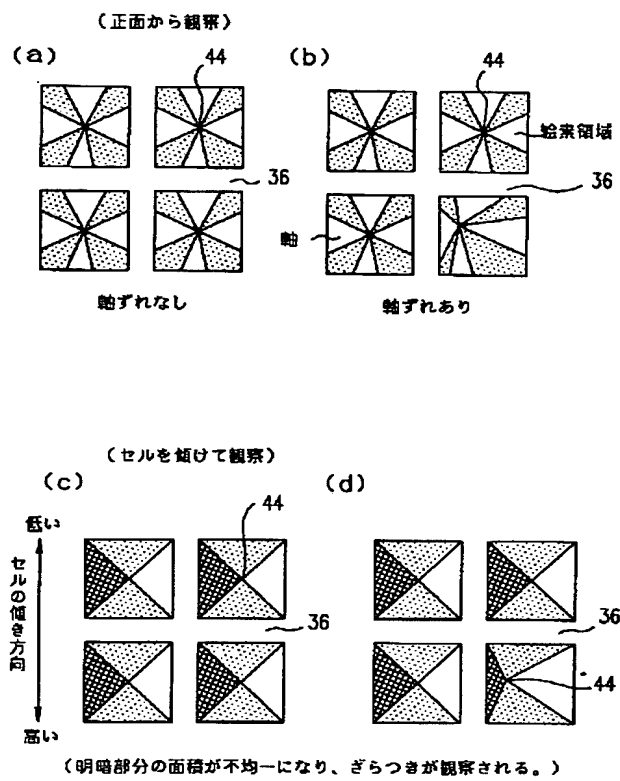 （正面から観察）
(a)
44
(b)
44
絵素領域
36
36
軸
軸ずれなし
軸ずれあり
（セルを傾けて観察）
(c)
44
(d)
低い
セルの傾き方向
36
36
44
高い
（明暗部分の面積が不均一になり、ざらつきが観察される。）